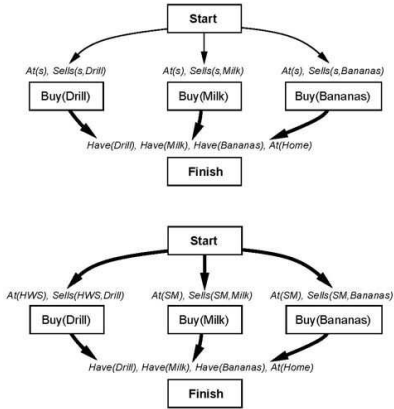 Start
At(s), Sells(s,Drill) At(s), Sells(s,Milk) At(s), Sells(s,Bananas)
Buy(Drill) Buy(Milk) Buy(Bananas)
Have(Drill), Have(Milk), Have(Bananas), At(Home)
Finish
Start
At(HWS), Sells(HWS,Drill) At(SM), Sells(SM,Milk) At(SM), Sells(SM,Bananas)
Buy(Drill) Buy(Milk) Buy(Bananas)
Have(Drill), Have(Milk), Have(Bananas), At(Home)
Finish